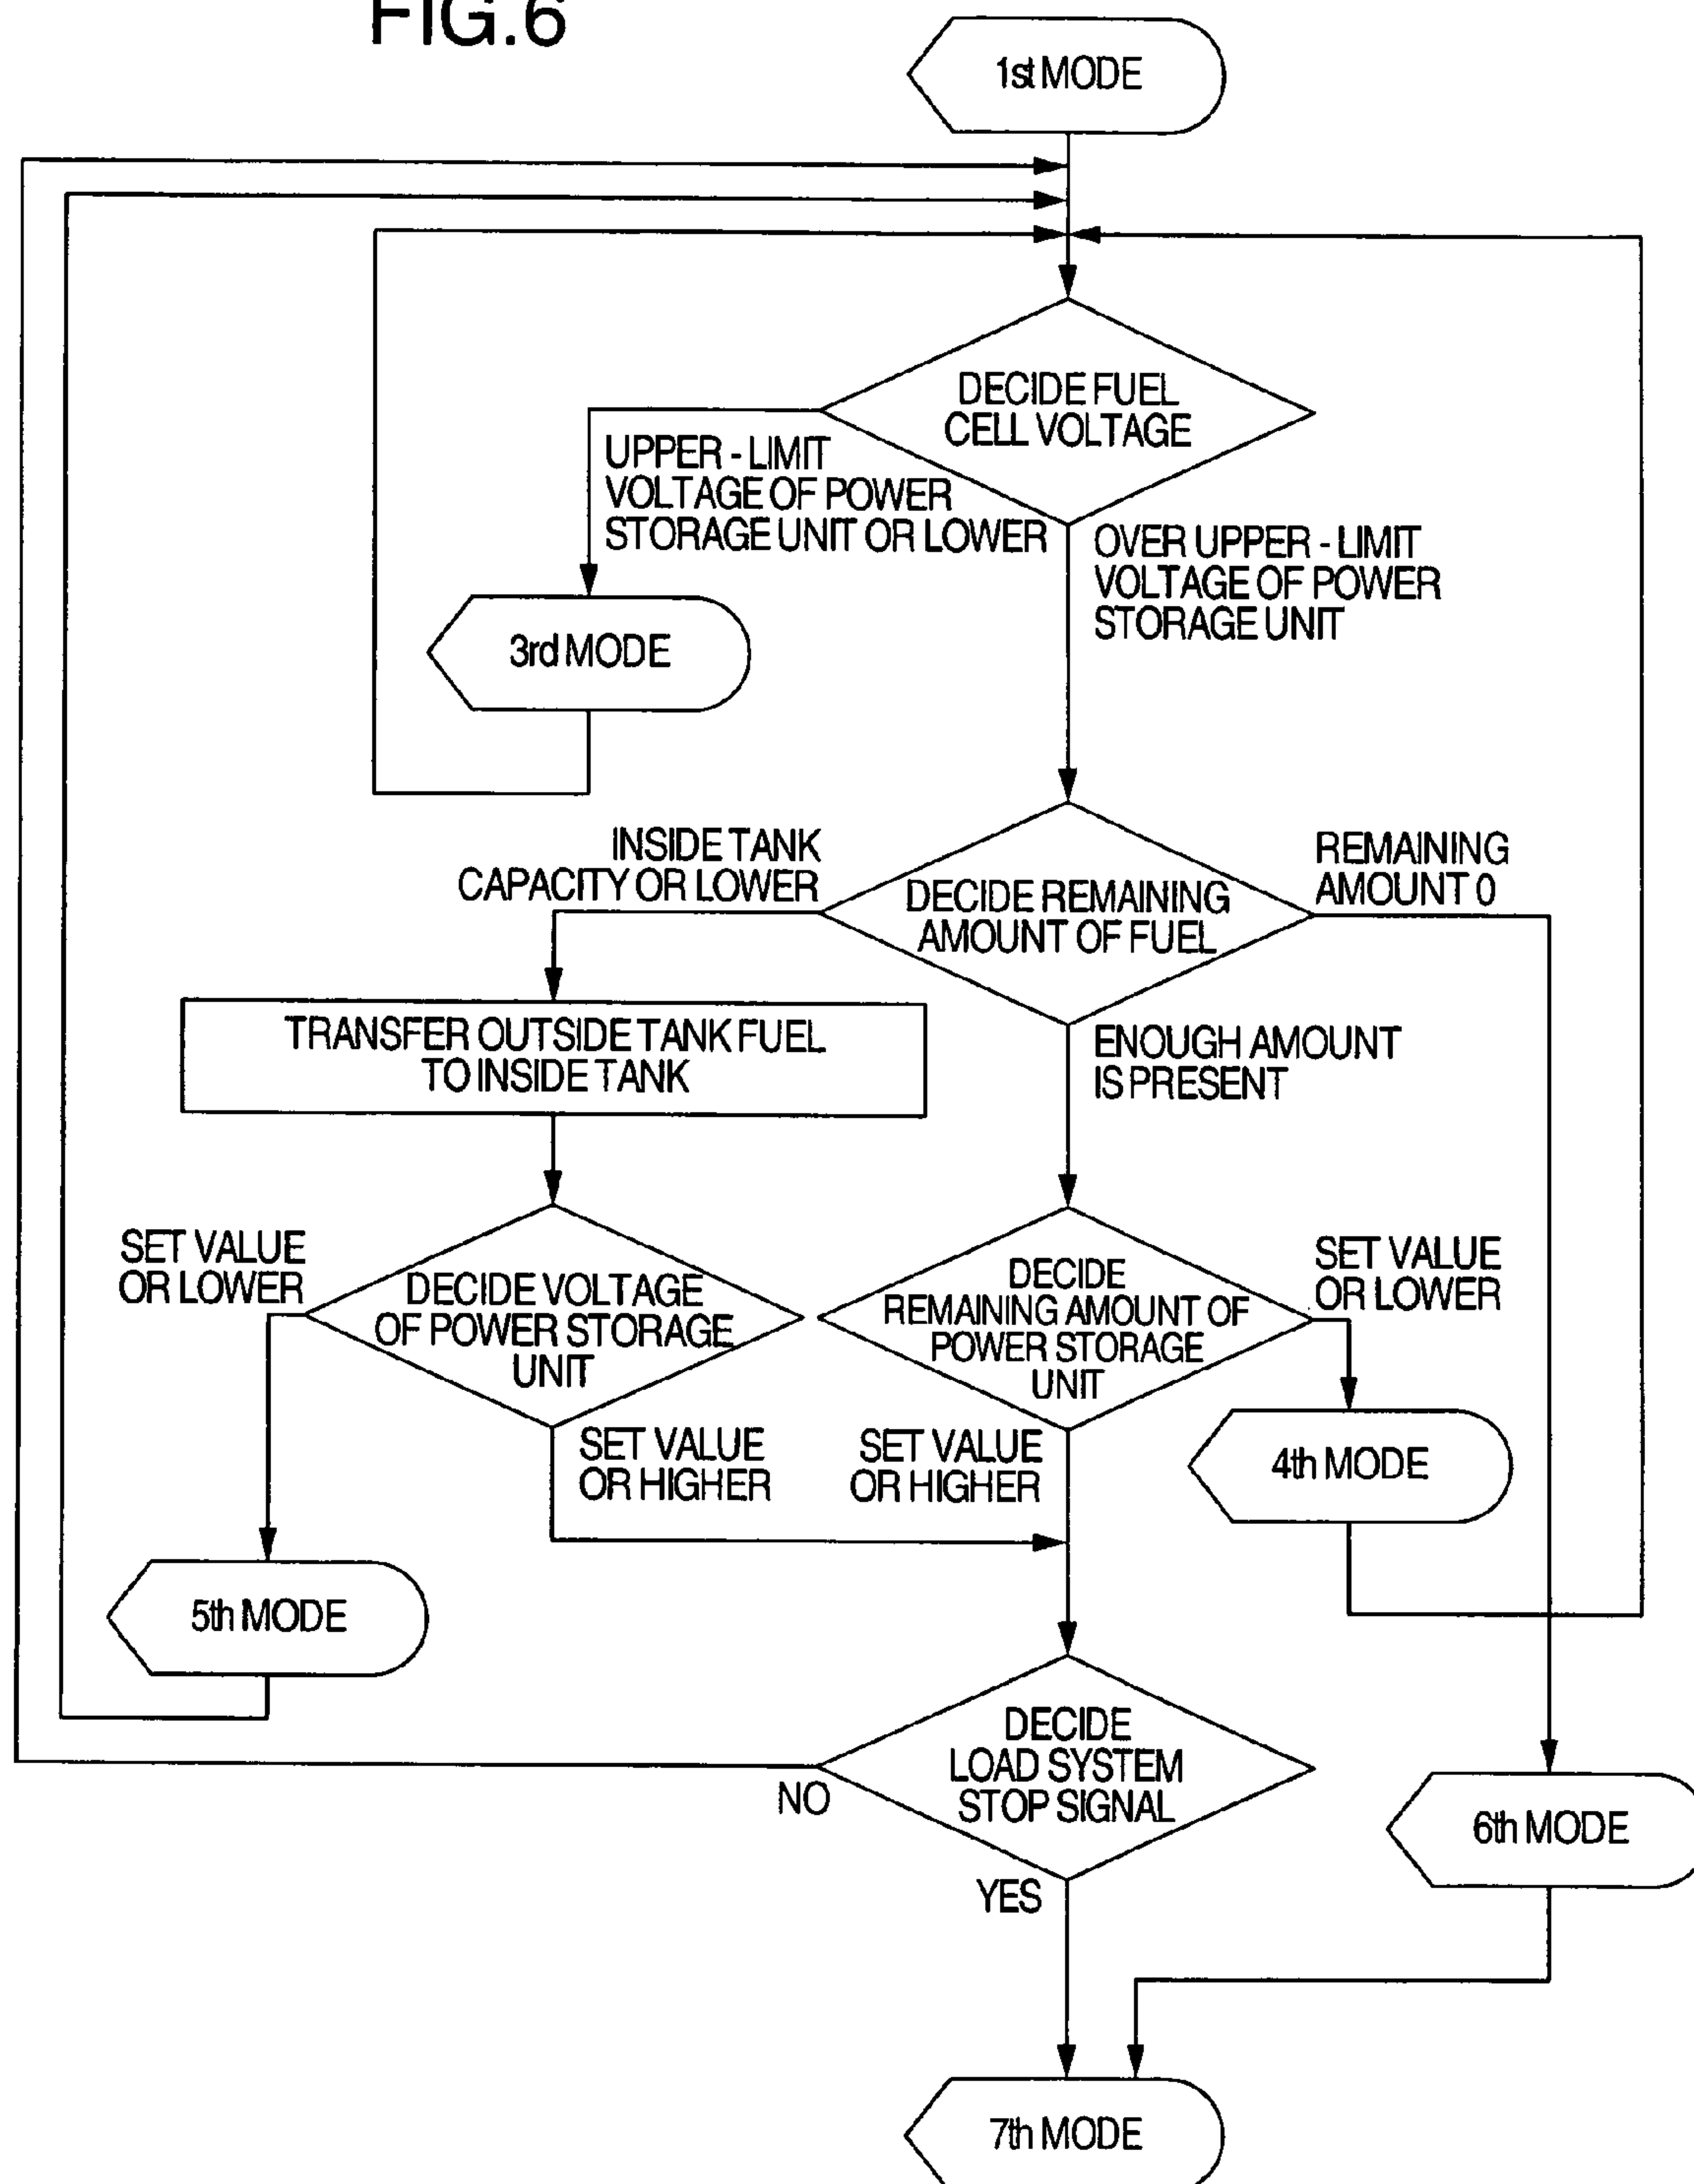 FIG.6
1st MODE
DECIDE FUEL
CELL VOLTAGE
UPPER - LIMIT
VOLTAGE OF POWER
STORAGE UNIT OR LOWER
OVER UPPER - LIMIT
VOLTAGE OF POWER
STORAGE UNIT
3rd MODE
INSIDE TANK
CAPACITY OR LOWER
DECIDE REMAINING
AMOUNT OF FUEL
REMAINING
AMOUNT 0
TRANSFER OUTSIDE TANK FUEL
TO INSIDE TANK
ENOUGH AMOUNT
IS PRESENT
SET VALUE
OR LOWER
DECIDE VOLTAGE
OF POWER STORAGE
UNIT
DECIDE
REMAINING AMOUNT OF
POWER STORAGE
UNIT
SET VALUE
OR LOWER
SET VALUE
OR HIGHER
SET VALUE
OR HIGHER
4th MODE
5th MODE
DECIDE
LOAD SYSTEM
STOP SIGNAL
NO
6th MODE
YES
7th MODE